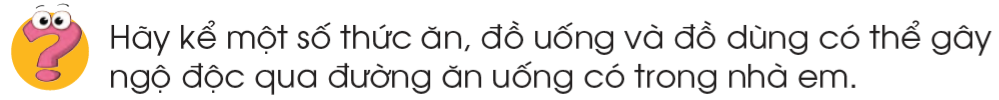 Hãy kể một số thức ăn, đồ uống và đồ dùng có thể gây
ngộ độc qua đường ăn uống có trong nhà em.